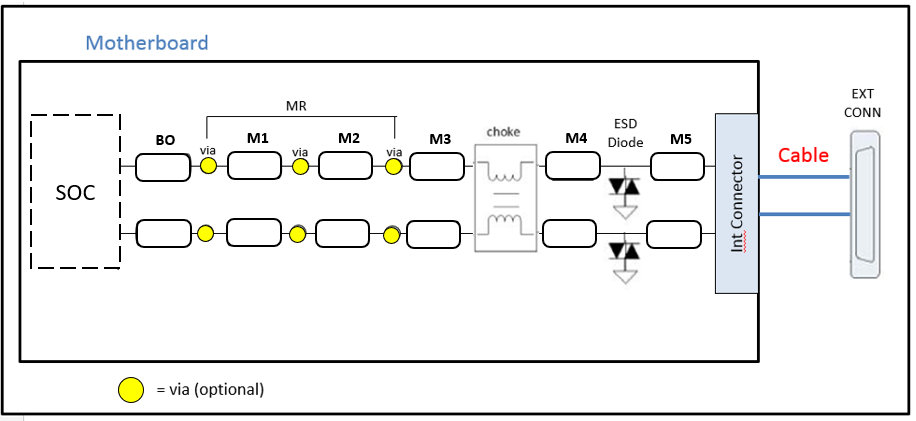 Motherboard
EXT
CONN
MR
ESD
Diode
BO
M1
M2
M3
choke
M4
M5
via
via
via
Cable
SOC
Int Connector
= via (optional)